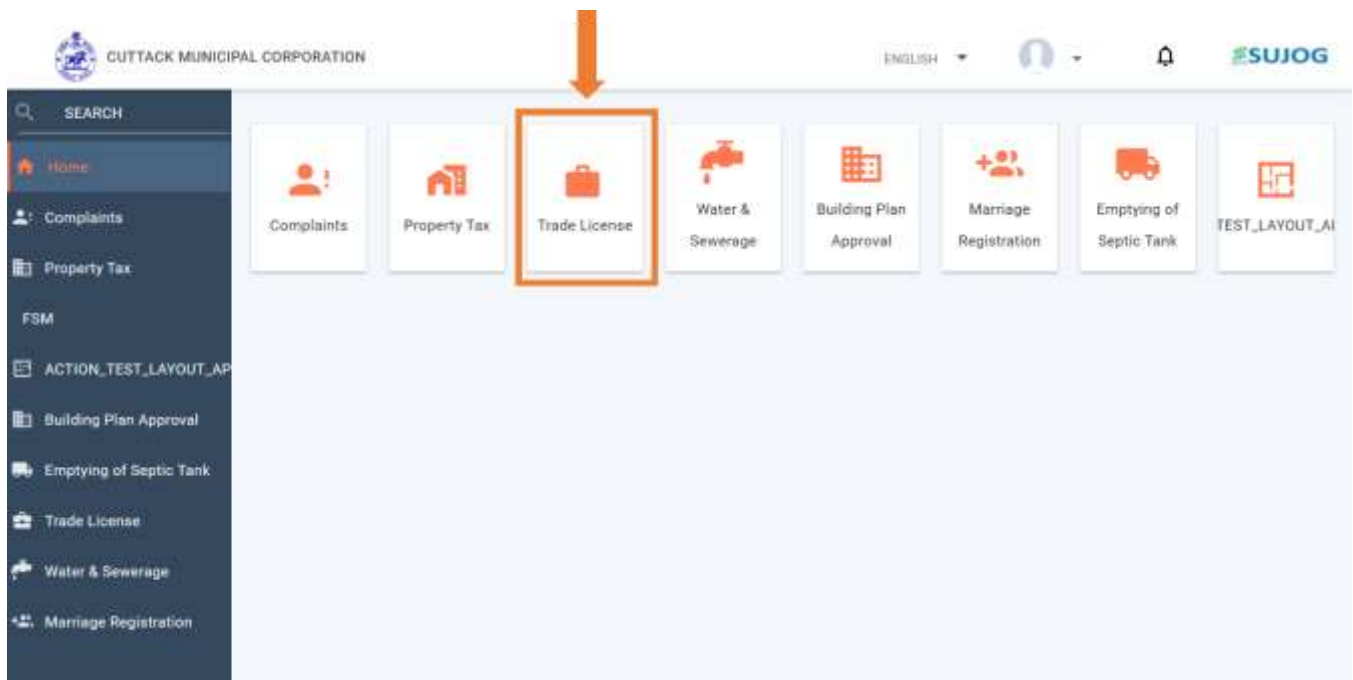 CUTTACK MUNICIPAL CORPORATION
ENGLISH
SUJOG
SEARCH
Home
Complaints
Property Tax
FSM
ACTION_TEST_LAYOUT_AP
Building Plan Approval
Emptying of Septic Tank
Trade License
Water & Sewerage
Marriage Registration
Complaints
Property Tax
Trade License
Water &
Sewerage
Building Plan
Approval
Marriage
Registration
Emptying of
Septic Tank
TEST_LAYOUT_AI